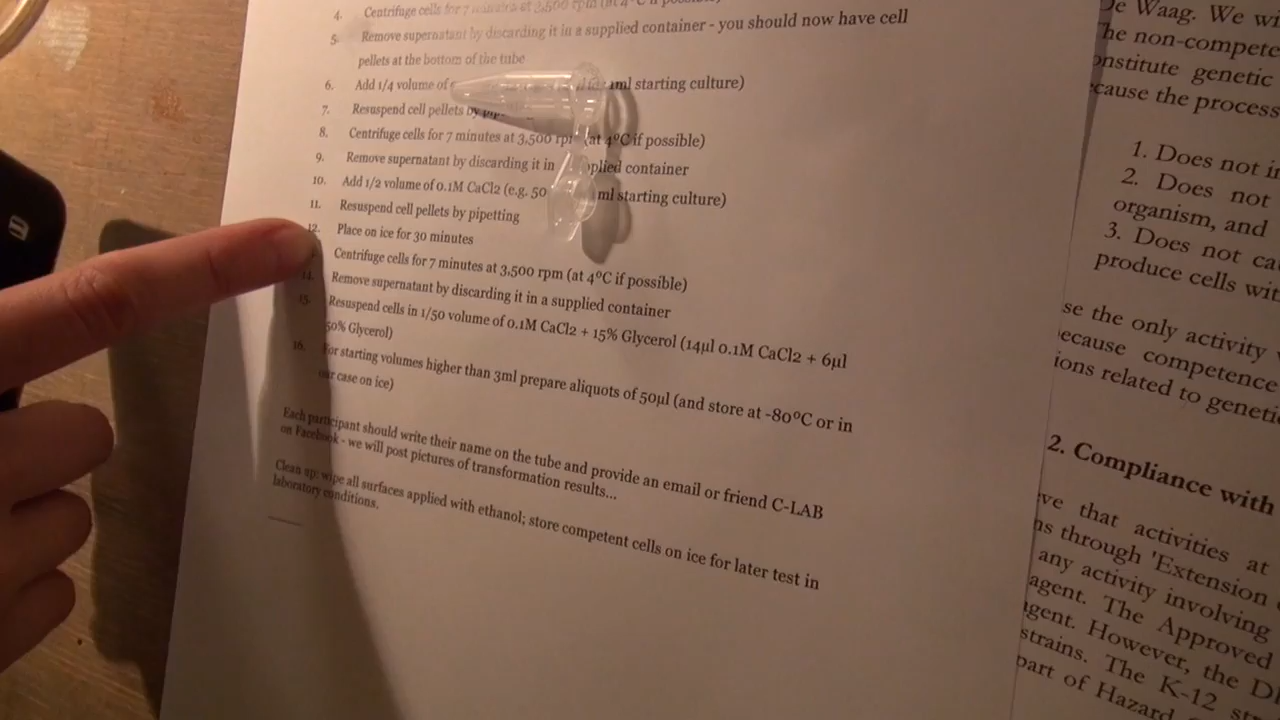 4. Centrifuge cells for 7 minutes at 3,500 rpm (at 4°C if possible)
5. Remove supernatant by discarding it in a supplied container - you should now have cell
pellets at the bottom of the tube
6. Add 1/4 volume of ml starting culture)
7. Resuspend cell pellets by
8. Centrifuge cells for 7 minutes at 3,500 rpm (at 4°C if possible)
9. Remove supernatant by discarding it in plied container
10. Add 1/2 volume of 0.1M CaCl2 (e.g. 50 ml starting culture)
11. Resuspend cell pellets by pipetting
12. Place on ice for 30 minutes
Centrifuge cells for 7 minutes at 3,500 rpm (at 4°C if possible)
14. Remove supernatant by discarding it in a supplied container
15. Resuspend cells in 1/50 volume of 0.1M CaCl2 + 15% Glycerol (14µl 0.1M CaCl2 + 6µl
50% Glycerol)
16. For starting volumes higher than 3ml prepare aliquots of 50µl (and store at -80°C or in
our case on ice)
Each participant should write their name on the tube and provide an email or friend C-LAB
on Facebook - we will post pictures of transformation results...
Clean up: wipe all surfaces applied with ethanol; store competent cells on ice for later test in
laboratory conditions.
De Waag. We wi
The non-compete
onstitute genetic
cause the process
1. Does not in
2. Does not
organism, and
3. Does not ca
produce cells wit
se the only activity
ecause competence
ions related to geneti
2. Compliance with
ve that activities at
ns through 'Extension
any activity involving
agent. The Approved
gent. However, the D
strains. The K-12 st
part of Hazard